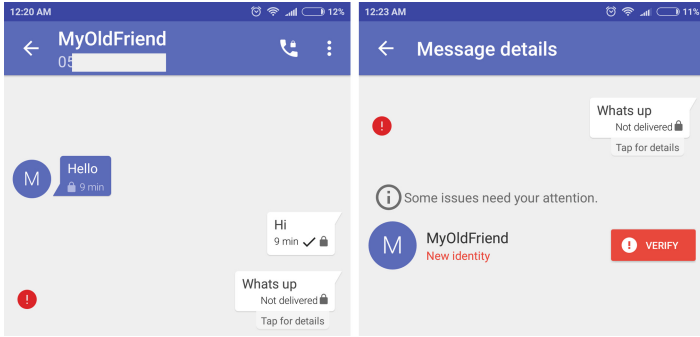 12:20 AM
12%
MyOldFriend
05
M
Hello
9 min
Hi
9 min
!
Whats up
Not delivered
Tap for details
12:23 AM
11%
Message details
!
Whats up
Not delivered
Tap for details
i
Some issues need your attention.
M
MyOldFriend
New identity
! VERIFY